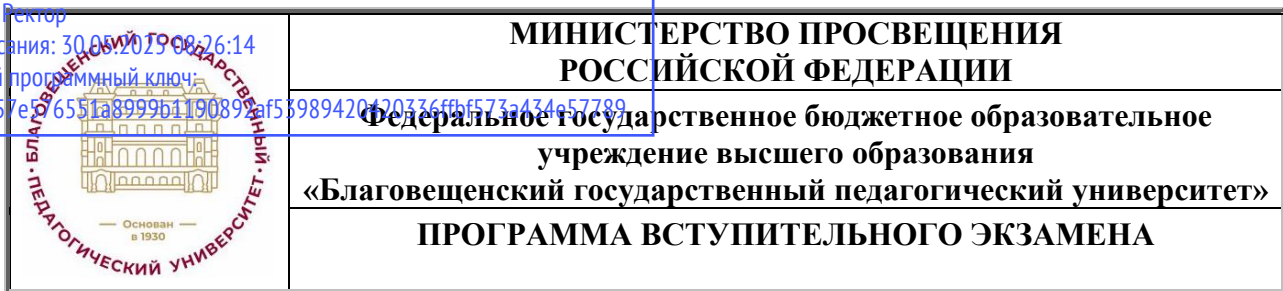 Ректор
сания: 30.05.2025 08:26:14
й программный ключ:
57e576551a8999b1190892af53989420420336ffbf573a434e57789
БЛАГОВЕЩЕНСКИЙ ГОСУДАРСТВЕННЫЙ
• ПЕДАГОГИЧЕСКИЙ УНИВЕРСИТЕТ •
— Основан —
в 1930
МИНИСТЕРСТВО ПРОСВЕЩЕНИЯ
РОССИЙСКОЙ ФЕДЕРАЦИИ
Федеральное государственное бюджетное образовательное
учреждение высшего образования
«Благовещенский государственный педагогический университет»
ПРОГРАММА ВСТУПИТЕЛЬНОГО ЭКЗАМЕНА